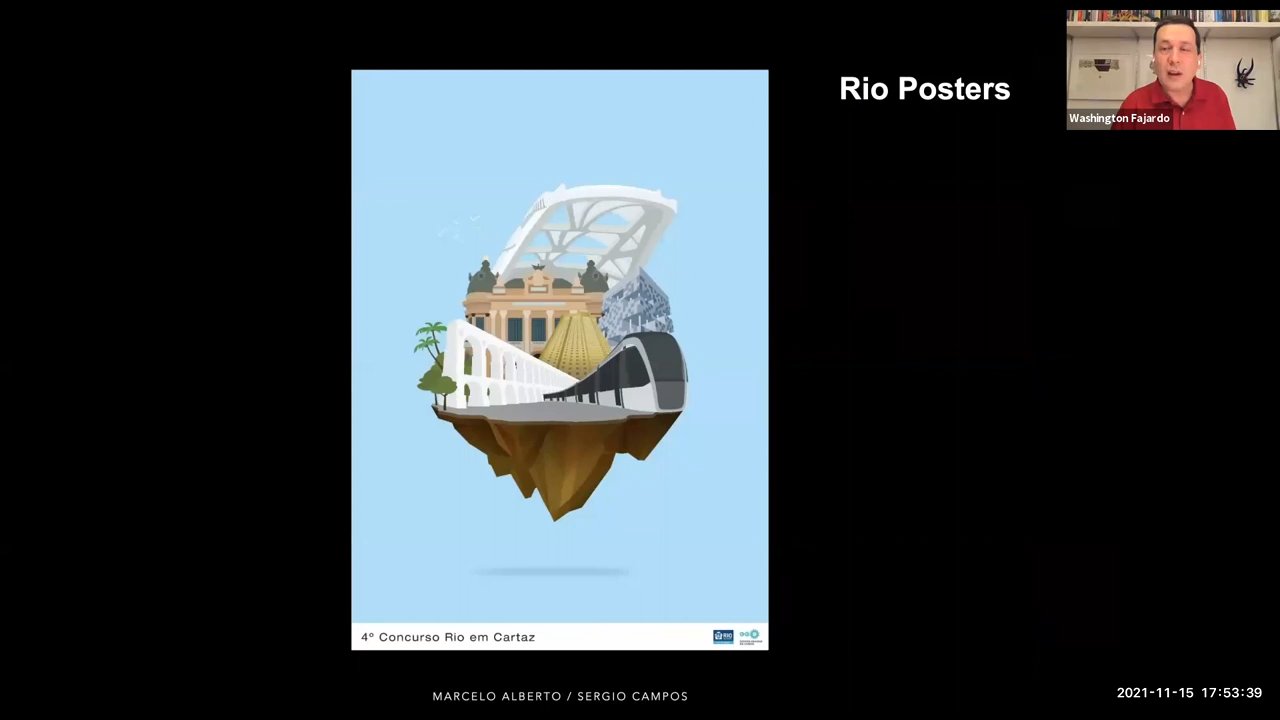 Rio Posters
Washington Fajardo
4º Concurso Rio em Cartaz
RIO
MARCELO ALBERTO / SERGIO CAMPOS
2021-11-15 17:53:39